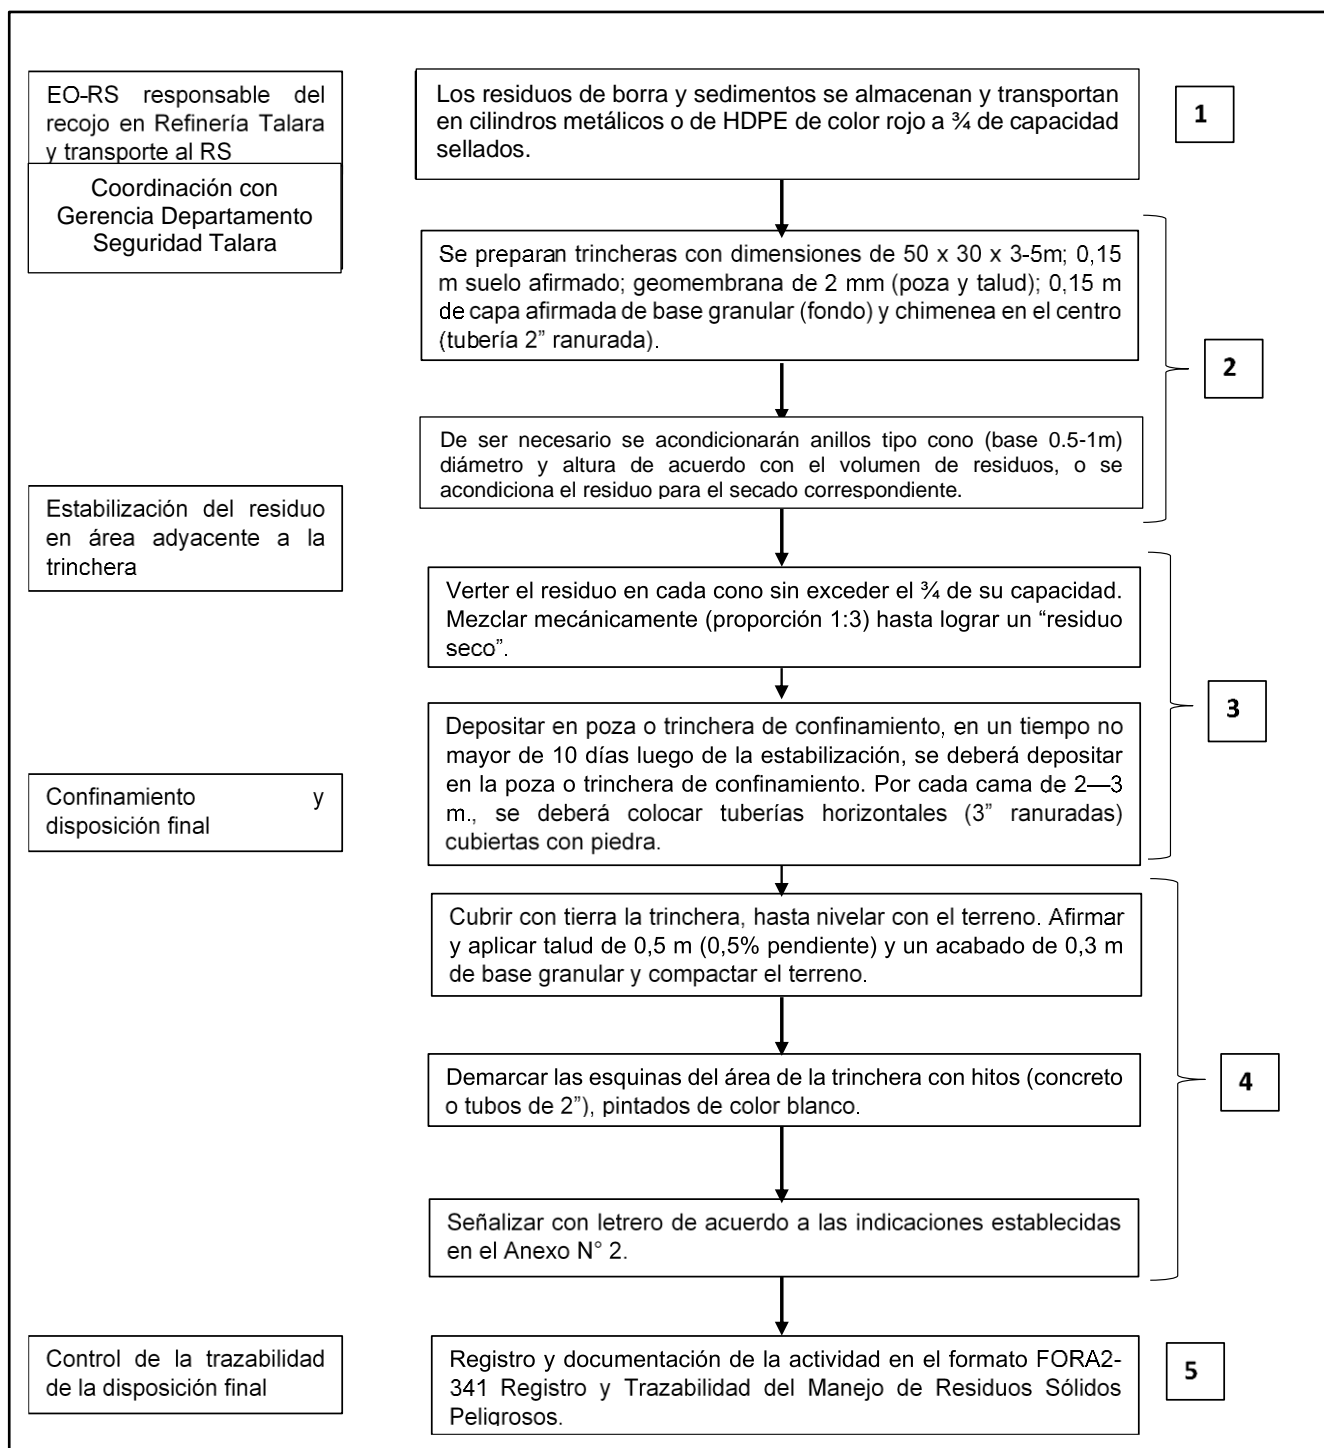 EO-RS responsable del
recojo en Refinería Talara
y transporte al RS
Los residuos de borra y sedimentos se almacenan y transportan
en cilindros metálicos o de HDPE de color rojo a ¾ de capacidad
sellados.
1
Coordinación con
Gerencia Departamento
Seguridad Talara
Se preparan trincheras con dimensiones de 50 x 30 x 3-5m; 0,15
m suelo afirmado; geomembrana de 2 mm (poza y talud); 0,15 m
de capa afirmada de base granular (fondo) y chimenea en el centro
(tubería 2” ranurada).
2
De ser necesario se acondicionarán anillos tipo cono (base 0.5-1m)
diámetro y altura de acuerdo con el volumen de residuos, o se
acondiciona el residuo para el secado correspondiente.
Estabilización del residuo
en área adyacente a la
trinchera
Verter el residuo en cada cono sin exceder el ¾ de su capacidad.
Mezclar mecánicamente (proporción 1:3) hasta lograr un “residuo
seco”.
3
Depositar en poza o trinchera de confinamiento, en un tiempo no
mayor de 10 días luego de la estabilización, se deberá depositar
en la poza o trinchera de confinamiento. Por cada cama de 2—3
m., se deberá colocar tuberías horizontales (3” ranuradas)
cubiertas con piedra.
Confinamiento y
disposición final
Cubrir con tierra la trinchera, hasta nivelar con el terreno. Afirmar
y aplicar talud de 0,5 m (0,5% pendiente) y un acabado de 0,3 m
de base granular y compactar el terreno.
Demarcar las esquinas del área de la trinchera con hitos (concreto
o tubos de 2”), pintados de color blanco.
4
Señalizar con letrero de acuerdo a las indicaciones establecidas
en el Anexo N° 2.
Control de la trazabilidad
de la disposición final
Registro y documentación de la actividad en el formato FORA2-
341 Registro y Trazabilidad del Manejo de Residuos Sólidos
Peligrosos.
5